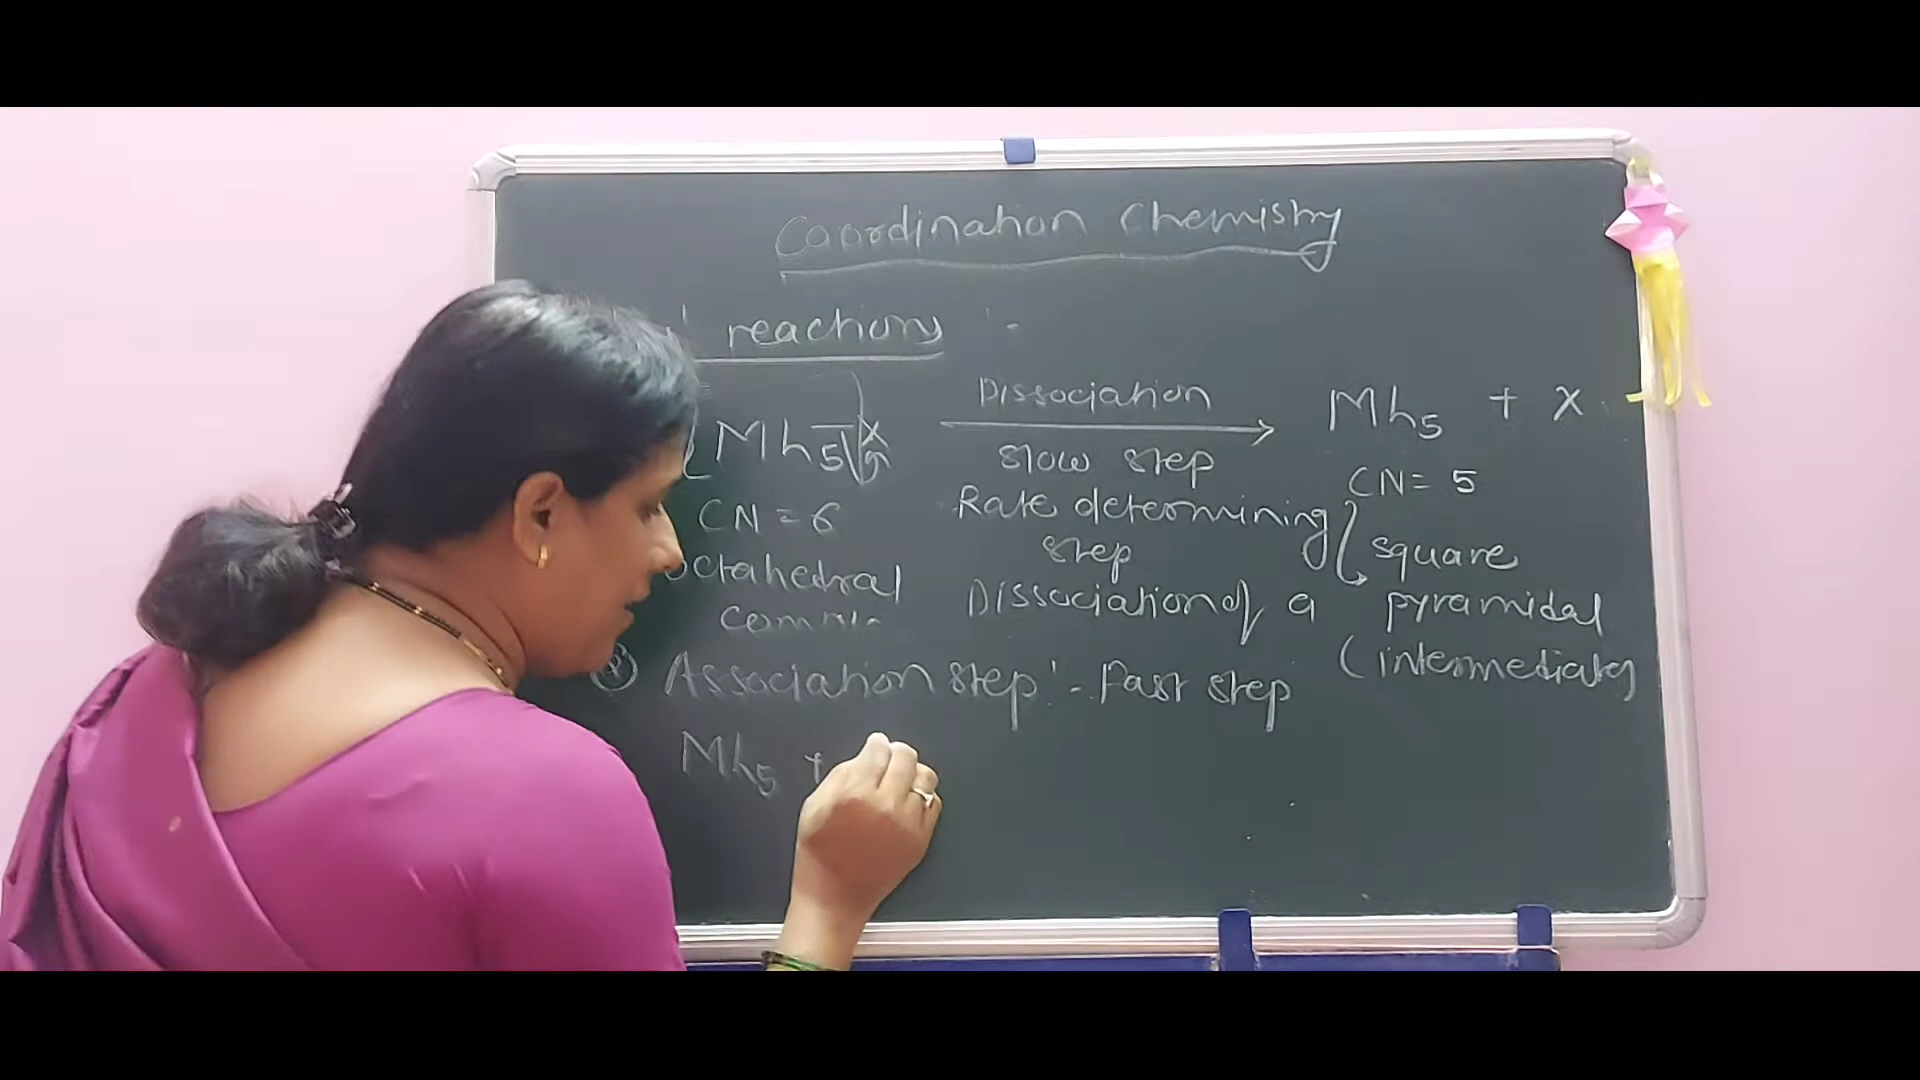 Coordination Chemistry
reactions :-
Dissociation
ML5-X → ML5 + X
slow step
CN = 6
CN = 5
Rate determining step
square pyramidal
(intermediate)
octahedral
Dissociation of a
Association step :- Fast step
ML5 +